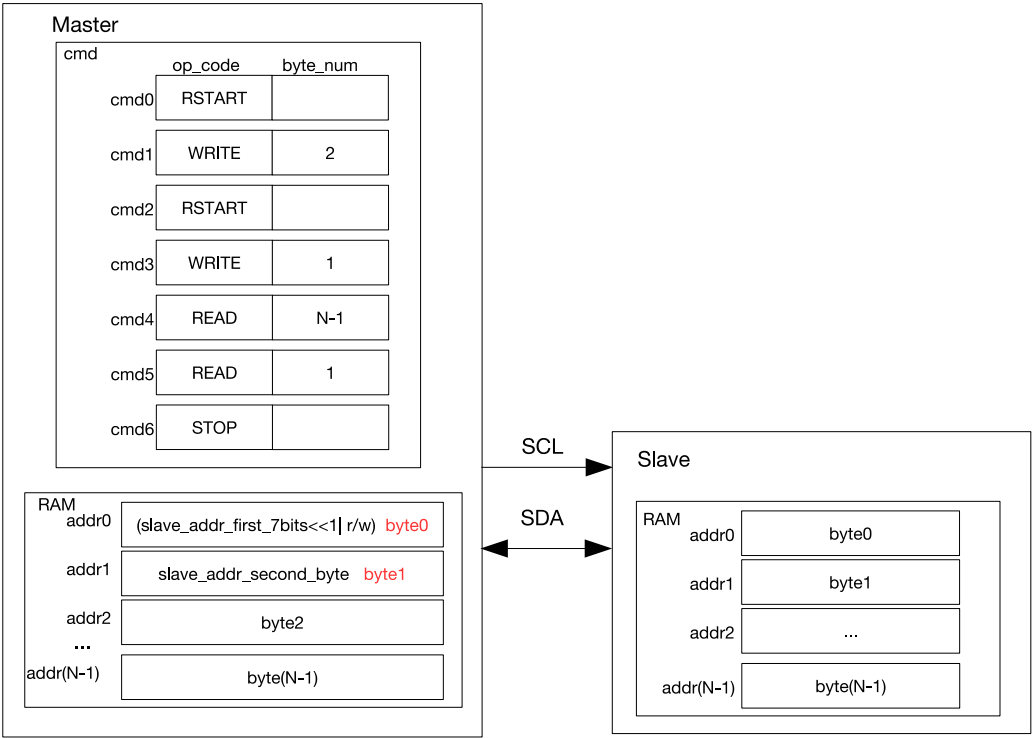 Master
cmd
op_code byte_num
cmd0 RSTART
cmd1 WRITE 2
cmd2 RSTART
cmd3 WRITE 1
cmd4 READ N-1
cmd5 READ 1
cmd6 STOP
RAM
addr0 (slave_addr_first_7bits<<1| r/w) byte0
addr1 slave_addr_second_byte byte1
addr2 byte2
...
addr(N-1) byte(N-1)
SCL
SDA
Slave
RAM
addr0 byte0
addr1 byte1
addr2 ...
addr(N-1) byte(N-1)